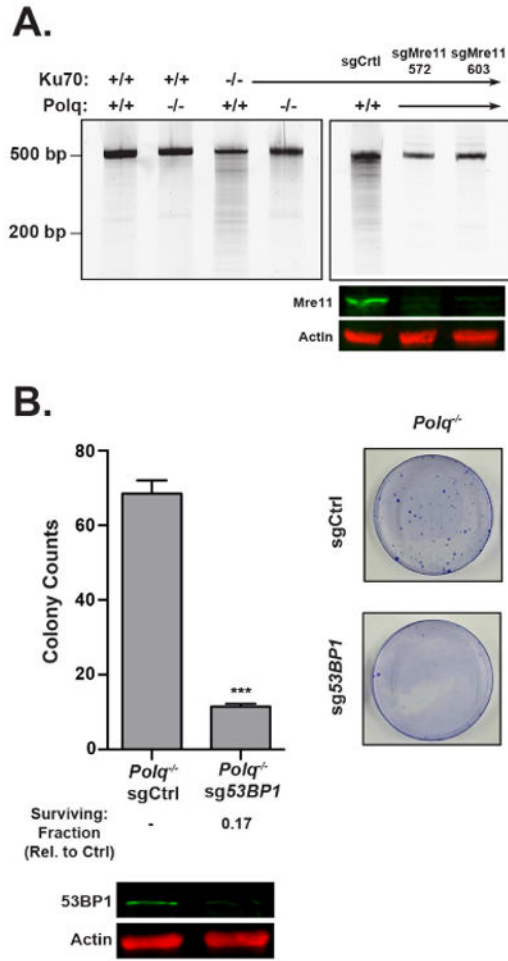 A.
sgCrtl sgMre11 sgMre11
572 603
Ku70: +/+ +/+ -/-
Polq: +/+ -/- +/+ -/- +/+
500 bp
200 bp
Mre11
Actin
B.
Polq-/-
80
60
40
20
0
Colony Counts
***
Polq-/- Polq-/-
sgCtrl sg53BP1
Surviving:
Fraction - 0.17
(Rel. to Ctrl)
sgCtrl
sg53BP1
53BP1
Actin